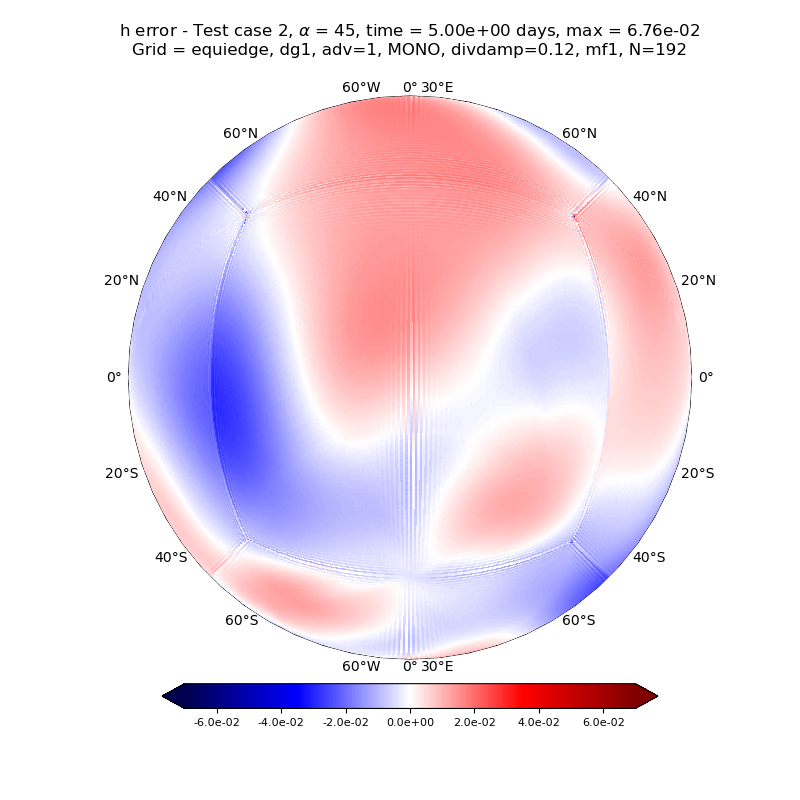 h error - Test case 2, α = 45, time = 5.00e+00 days, max = 6.76e-02
Grid = equiedge, dg1, adv=1, MONO, divdamp=0.12, mf1, N=192
60°W 0° 30°E
60°N 60°N
40°N 40°N
20°N 20°N
0° 0°
20°S 20°S
40°S 40°S
60°S 60°S
60°W 0° 30°E
-6.0e-02 -4.0e-02 -2.0e-02 0.0e+00 2.0e-02 4.0e-02 6.0e-02